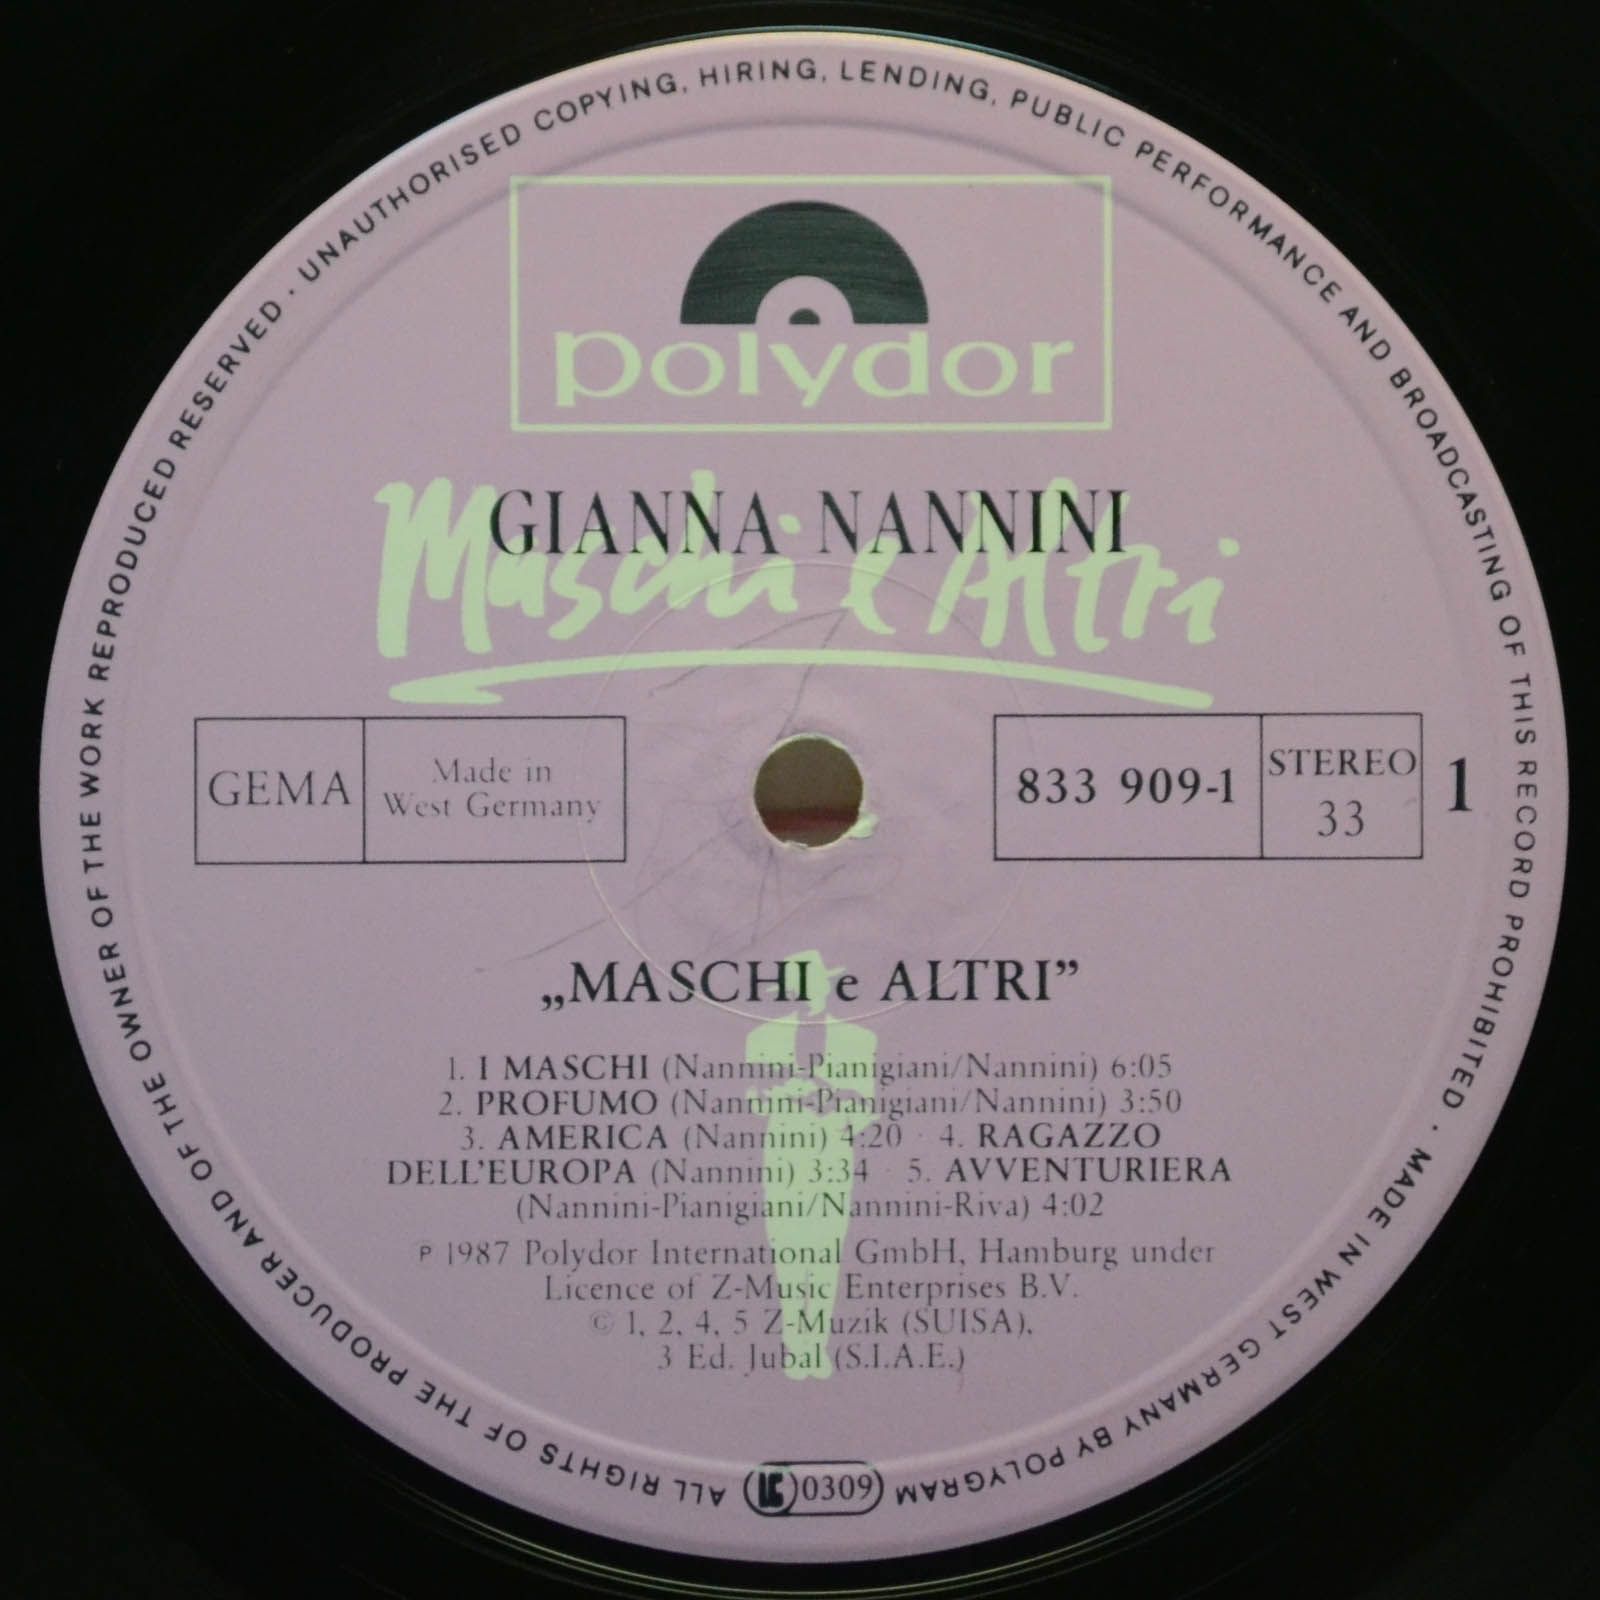 ALL RIGHTS OF THE PRODUCER AND OF THE OWNER OF THE WORK REPRODUCED RESERVED · UNAUTHORISED COPYING, HIRING, LENDING, PUBLIC PERFORMANCE AND BROADCASTING OF THIS RECORD PROHIBITED · MADE IN WEST GERMANY BY POLYGRAM
polydor
GIANNA NANNINI
Maschi e Altri
GEMA
Made in
West Germany
833 909-1
STEREO
33
1
„MASCHI e ALTRI”
1. I MASCHI (Nannini-Pianigiani/Nannini) 6:05
2. PROFUMO (Nannini-Pianigiani/Nannini) 3:50
3. AMERICA (Nannini) 4:20 · 4. RAGAZZO
DELL'EUROPA (Nannini) 3:34 · 5. AVVENTURIERA
(Nannini-Pianigiani/Nannini-Riva) 4:02
℗ 1987 Polydor International GmbH, Hamburg under
Licence of Z-Music Enterprises B.V.
© 1, 2, 4, 5 Z-Muzik (SUISA),
3 Ed. Jubal (S.I.A.E.)
LC 0309